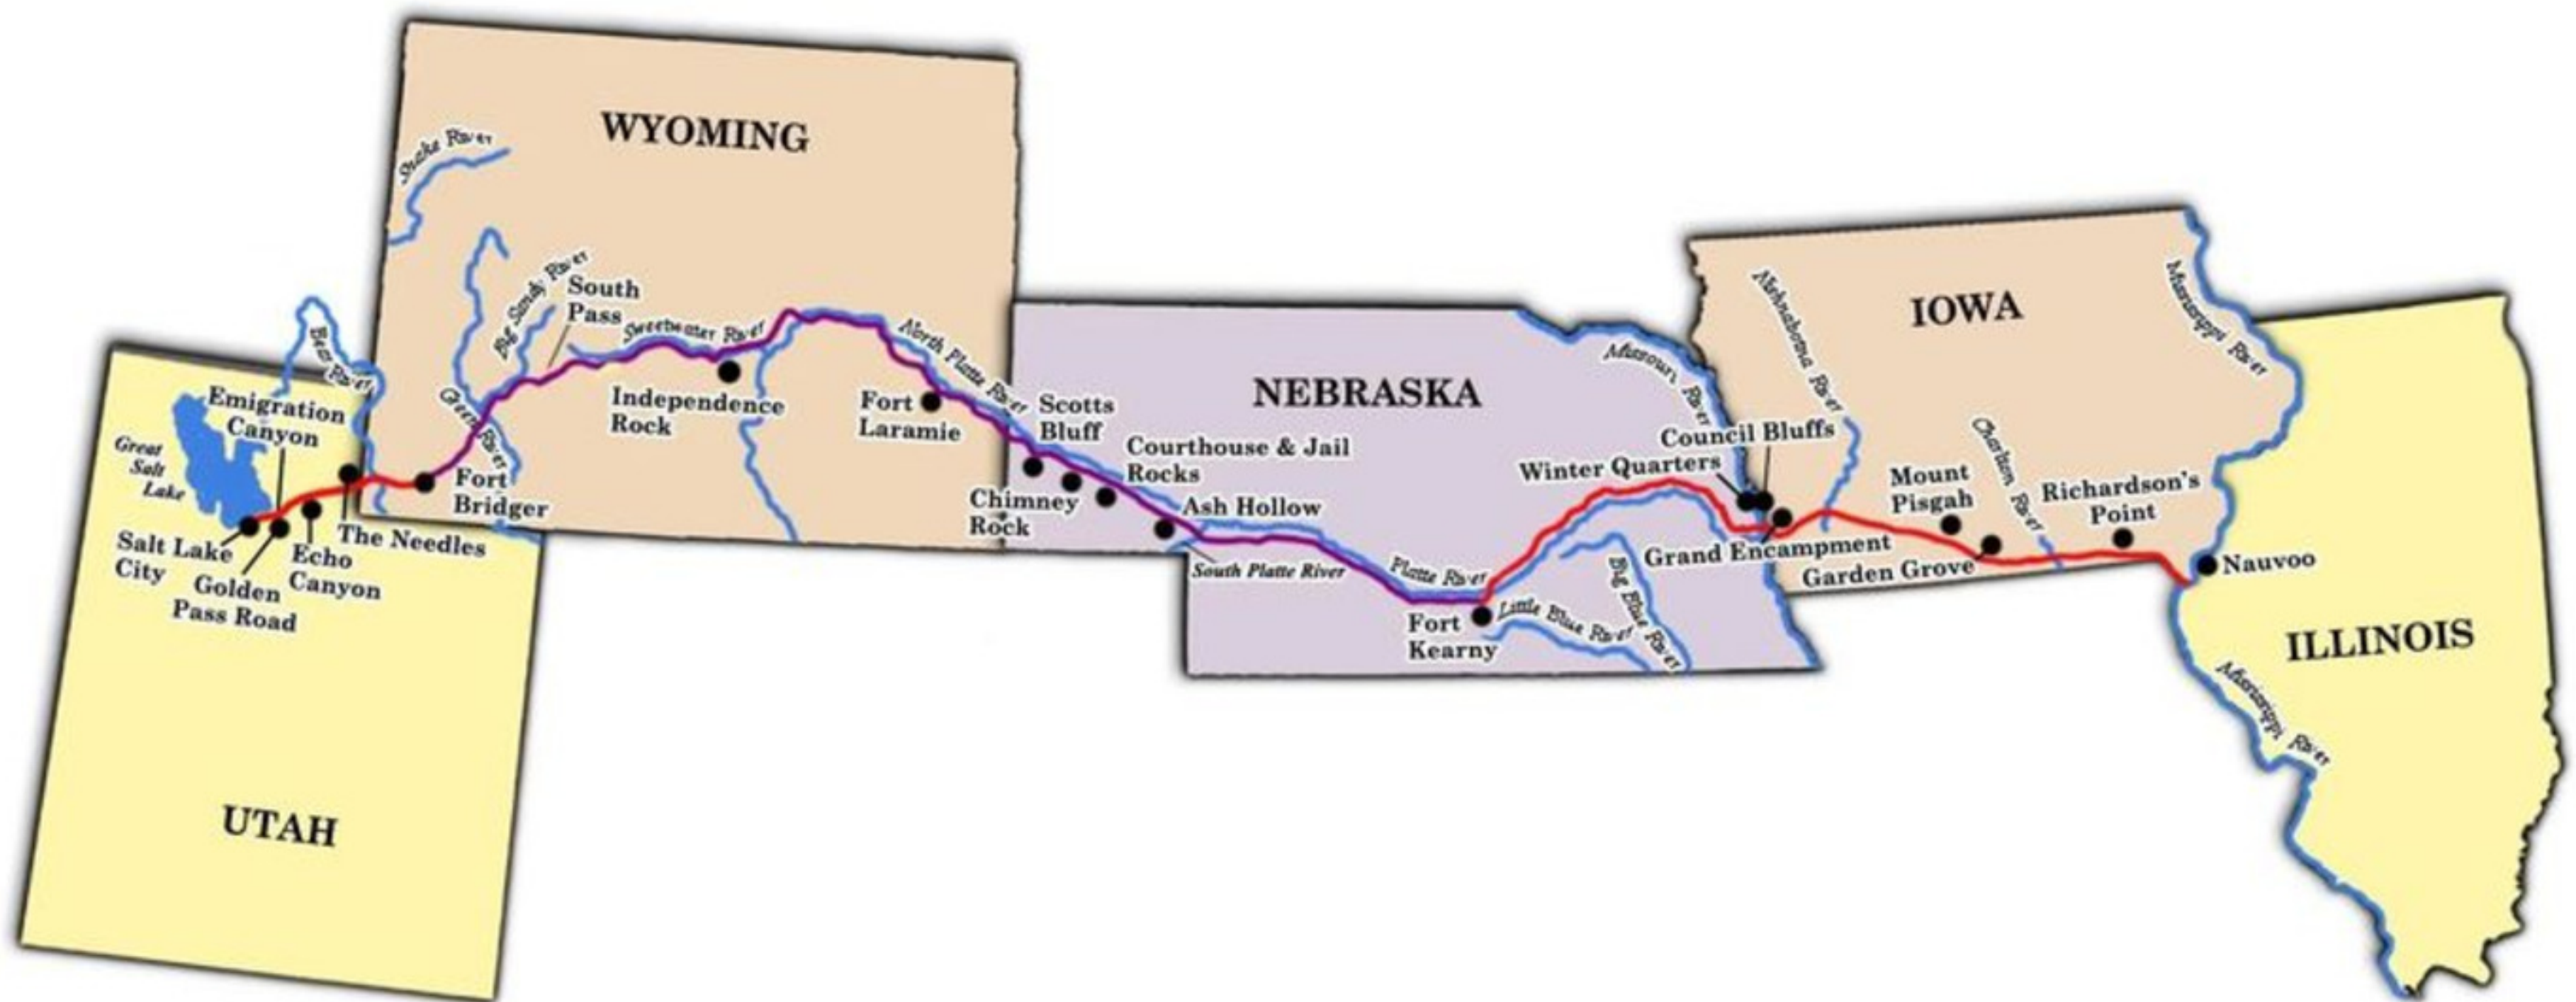 WYOMING
Snake River
Big Sandy River
South
Pass
Sweetwater River
Green River
Independence
Rock
Fort
Laramie
North Platte River
Fort
Bridger
Bear
River
Emigration
Canyon
Great
Salt
Lake
Salt Lake
City
Golden
Pass Road
Echo
Canyon
The Needles
UTAH
Scotts
Bluff
Courthouse & Jail
Rocks
Chimney
Rock
Ash Hollow
South Platte River
NEBRASKA
Platte River
Fort
Kearny
Little Blue River
Big Blue River
Missouri River
Winter Quarters
Council Bluffs
Grand Encampment
IOWA
Mount
Pisgah
Garden Grove
Richardson's
Point
Mississippi River
Nauvoo
ILLINOIS
Mississippi River